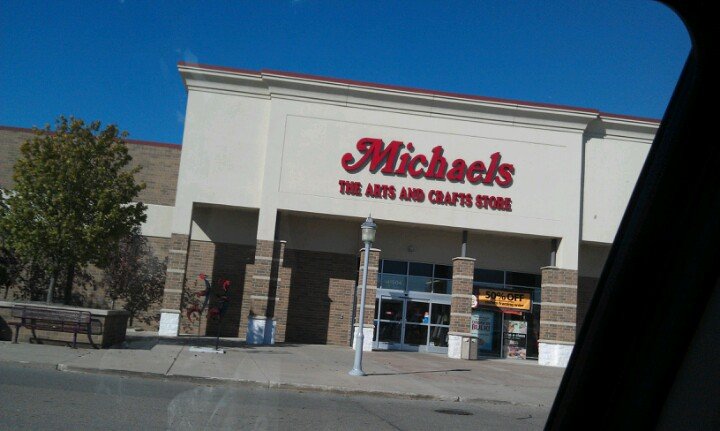 Michaels
THE ARTS AND CRAFTS STORE
50% OFF